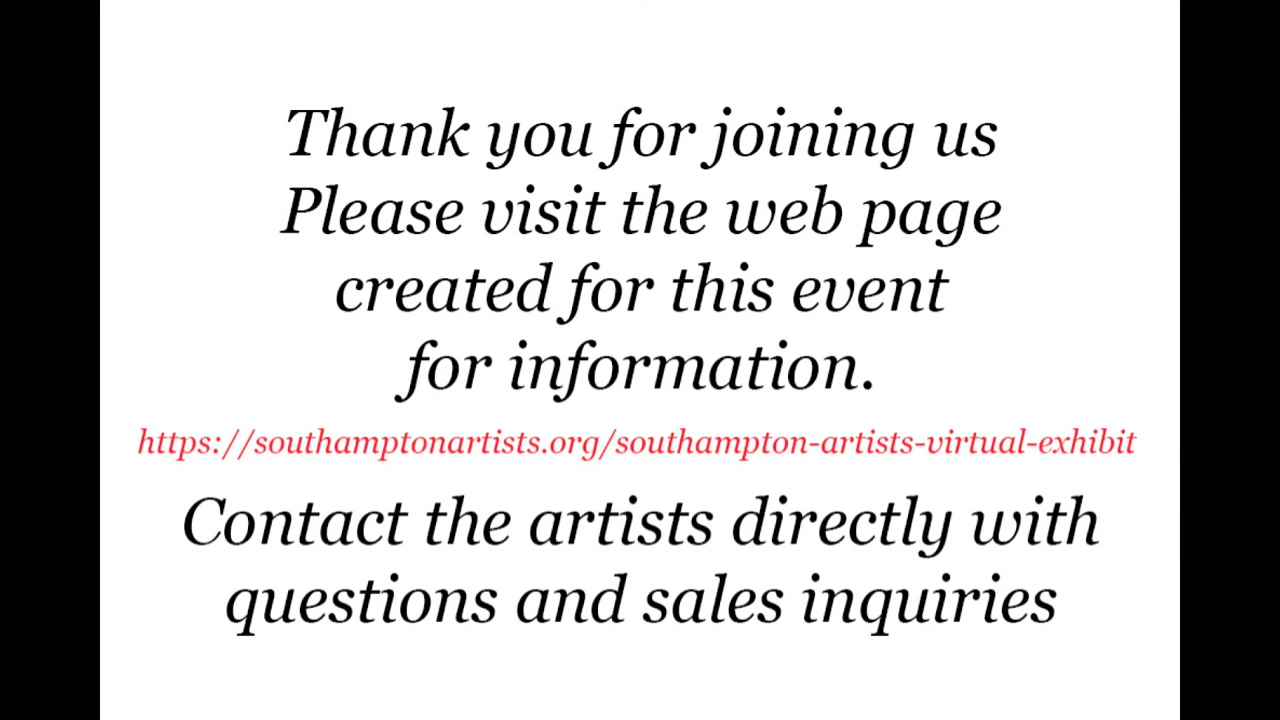 Thank you for joining us
Please visit the web page
created for this event
for information.
https://southamptonartists.org/southampton-artists-virtual-exhibit
Contact the artists directly with
questions and sales inquiries